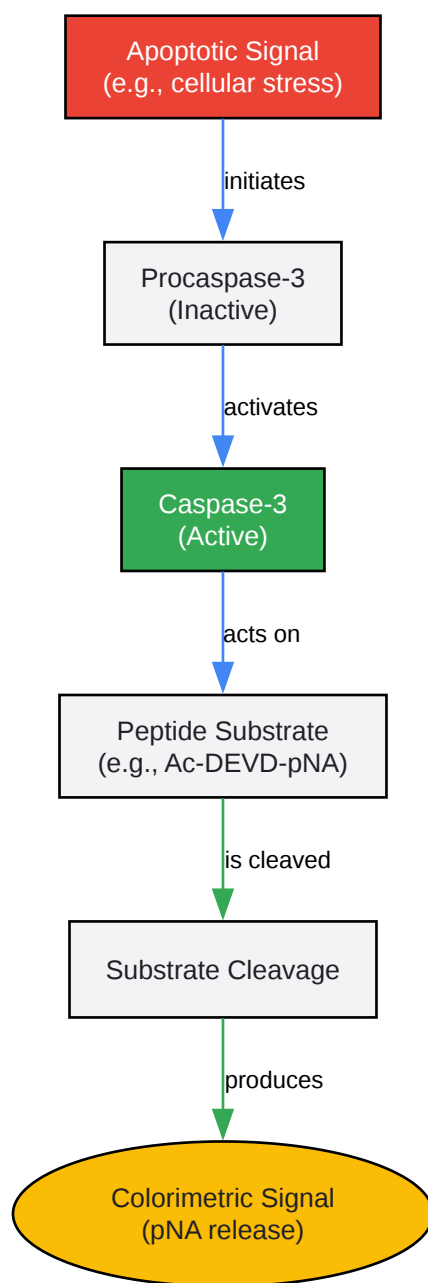 Apoptotic Signal
(e.g., cellular stress)
initiates
Procaspase-3
(Inactive)
activates
Caspase-3
(Active)
acts on
Peptide Substrate
(e.g., Ac-DEVD-pNA)
is cleaved
Substrate Cleavage
produces
Colorimetric Signal
(pNA release)